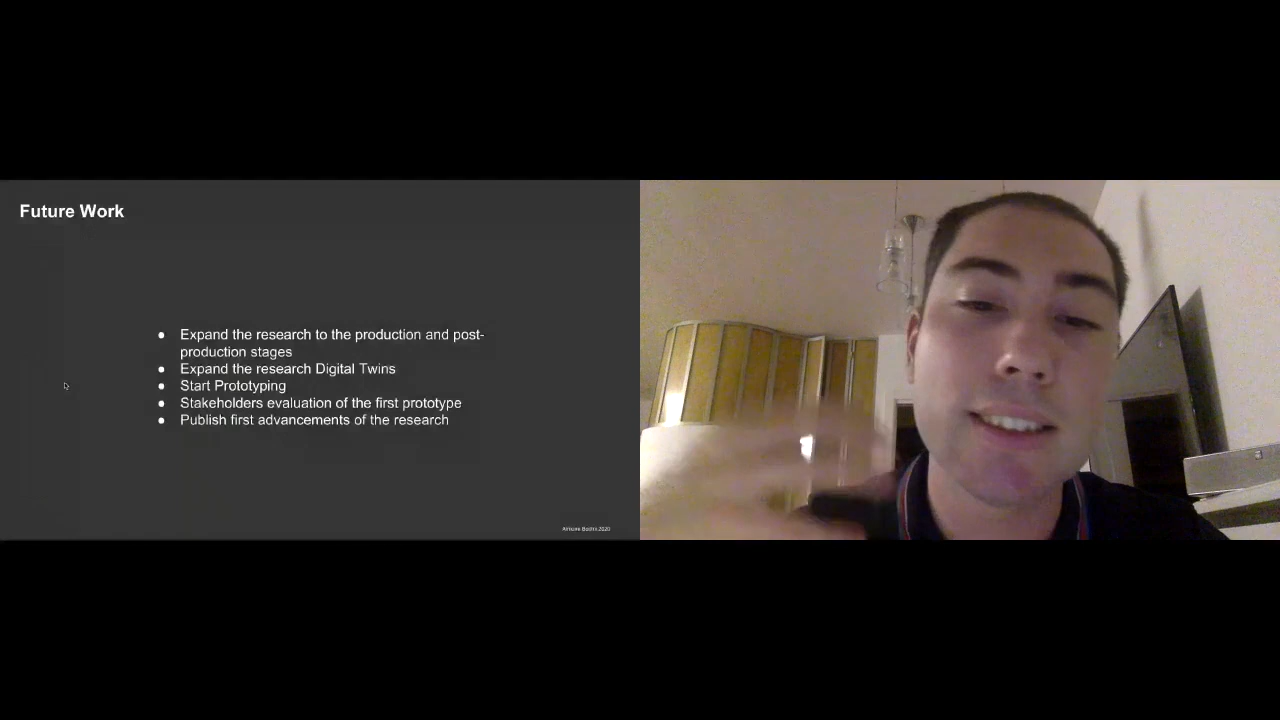 Future Work
● Expand the research to the production and post-
production stages
● Expand the research Digital Twins
● Start Prototyping
● Stakeholders evaluation of the first prototype
● Publish first advancements of the research
2020